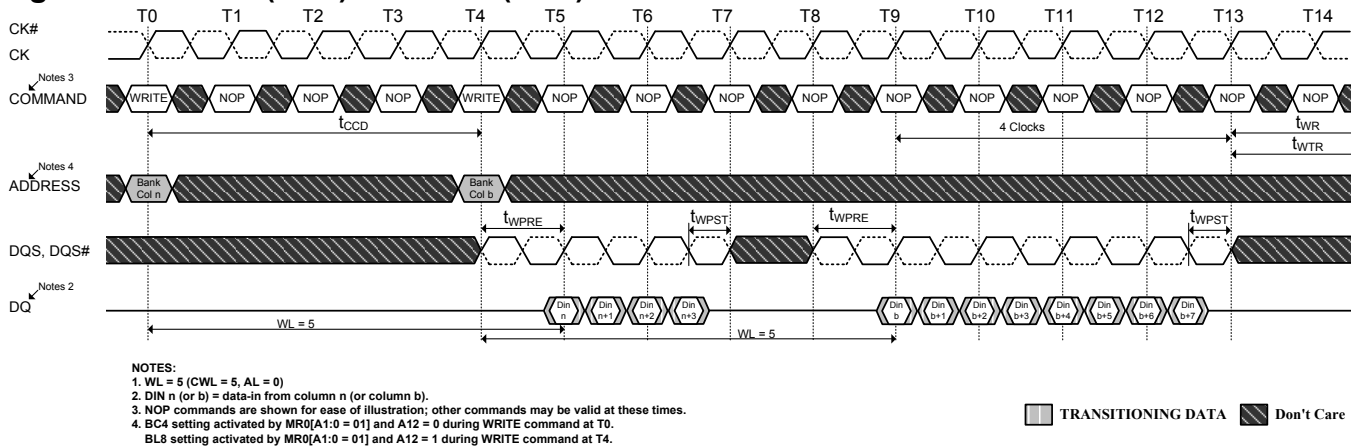 CK#
T0 T1 T2 T3 T4 T5 T6 T7 T8 T9 T10 T11 T12 T13 T14
CK
Notes 3
COMMAND
WRITE NOP NOP NOP WRITE NOP NOP NOP NOP NOP NOP NOP NOP NOP NOP
tCCD
4 Clocks
tWR
tWTR
Notes 4
ADDRESS
Bank Bank
Col n Col b
tWPRE tWPST tWPRE tWPST
DQS, DQS#
Notes 2
DQ
Din Din Din Din Din Din Din Din Din Din Din Din
n n+1 n+2 n+3 b b+1 b+2 b+3 b+4 b+5 b+6 b+7
WL = 5
WL = 5
NOTES:
1. WL = 5 (CWL = 5, AL = 0)
2. DIN n (or b) = data-in from column n (or column b).
3. NOP commands are shown for ease of illustration; other commands may be valid at these times.
4. BC4 setting activated by MR0[A1:0 = 01] and A12 = 0 during WRITE command at T0.
BL8 setting activated by MR0[A1:0 = 01] and A12 = 1 during WRITE command at T4.
TRANSITIONING DATA Don't Care